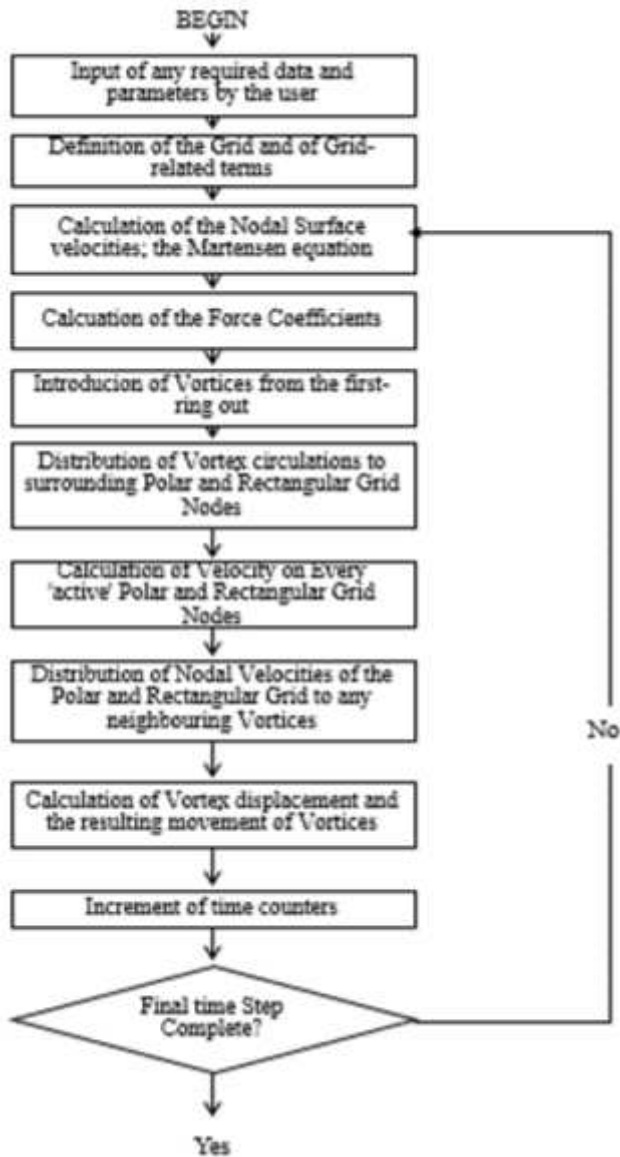 BEGIN
Input of any required data and
parameters by the user
Definition of the Grid and of Grid-
related terms
Calculation of the Nodal Surface
velocities; the Martensen equation
Calcuation of the Force Coefficients
Introducion of Vortices from the first-
ring out
Distribution of Vortex circulations to
surrounding Polar and Rectangular Grid
Nodes
Calculation of Velocity on Every
'active' Polar and Rectangular Grid
Nodes
Distribution of Nodal Velocities of the
Polar and Rectangular Grid to any
neighbouring Vortices
No
Calculation of Vortex displacement and
the resulting movement of Vortices
Increment of time counters
Final time Step
Complete?
Yes